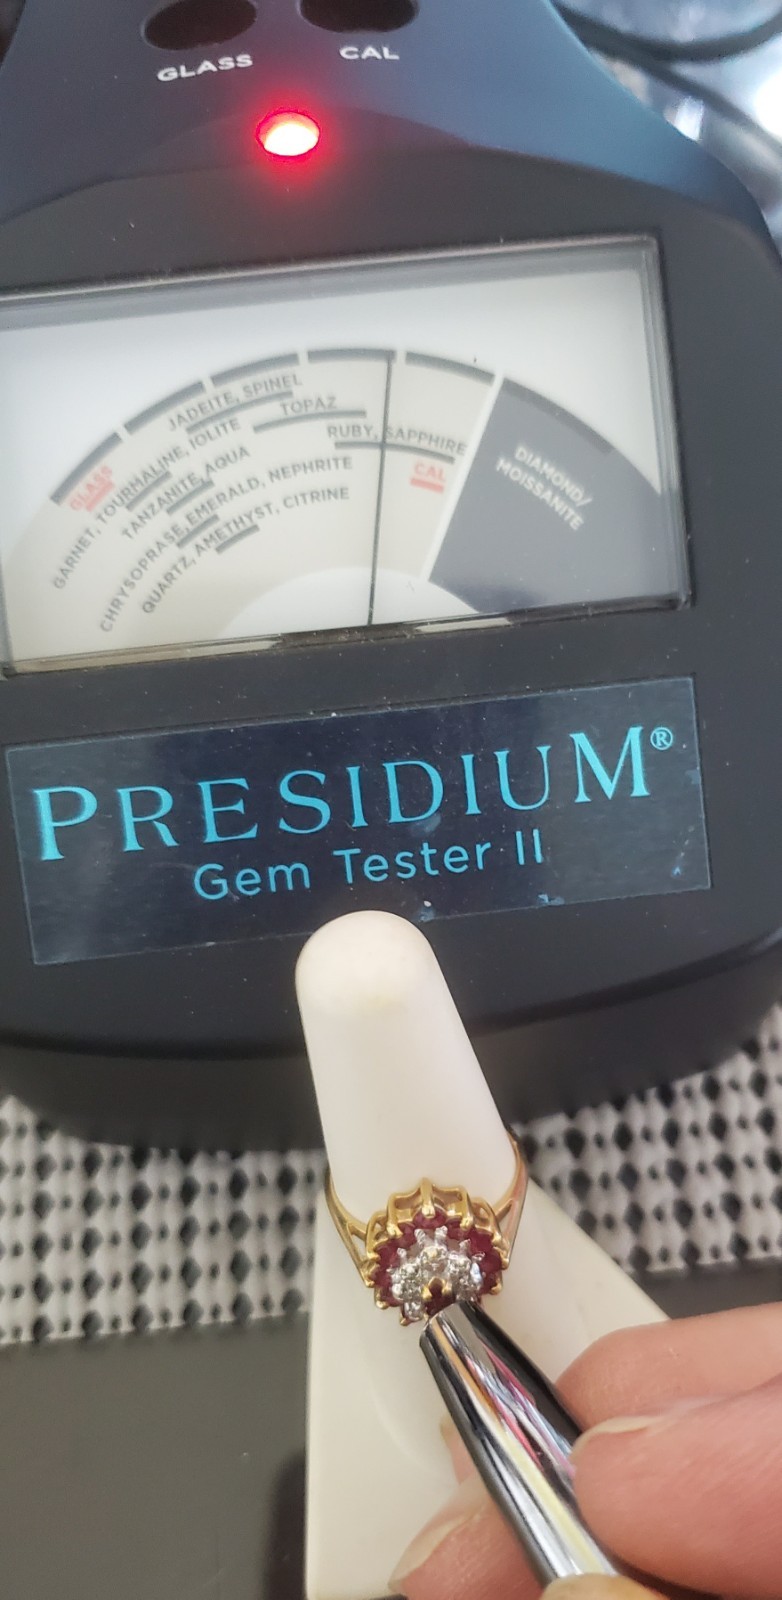 GLASS CAL
JADEITE, SPINEL
TOPAZ
RUBY, SAPPHIRE
GLASS
CAL
GARNET, TOURMALINE, IOLITE
TANZANITE, AQUA
CHRYSOPRASE, EMERALD, NEPHRITE
QUARTZ, AMETHYST, CITRINE
DIAMOND/
MOISSANITE
PRESIDIUM®
Gem Tester II